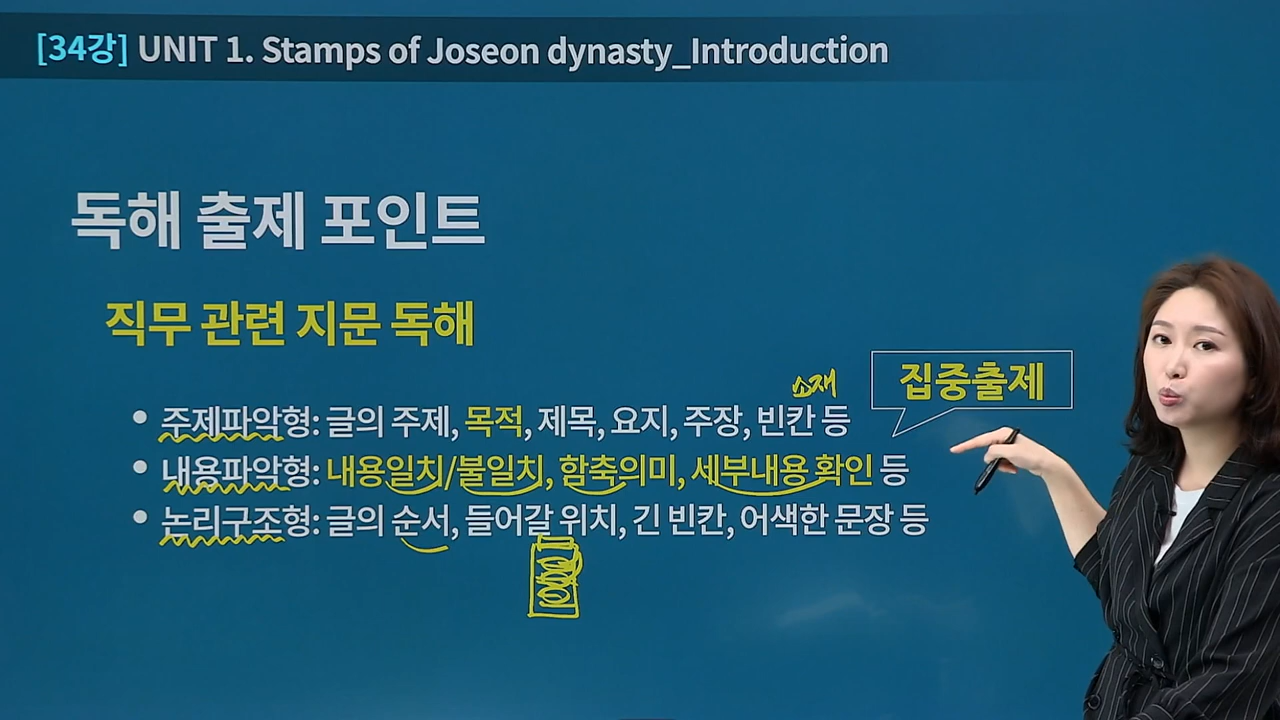 [34강] UNIT 1. Stamps of Joseon dynasty_Introduction
독해 출제 포인트
직무 관련 지문 독해
소재
집중출제
• 주제파악형: 글의 주제, 목적, 제목, 요지, 주장, 빈칸 등
• 내용파악형: 내용일치/불일치, 함축의미, 세부내용 확인 등
• 논리구조형: 글의 순서, 들어갈 위치, 긴 빈칸, 어색한 문장 등